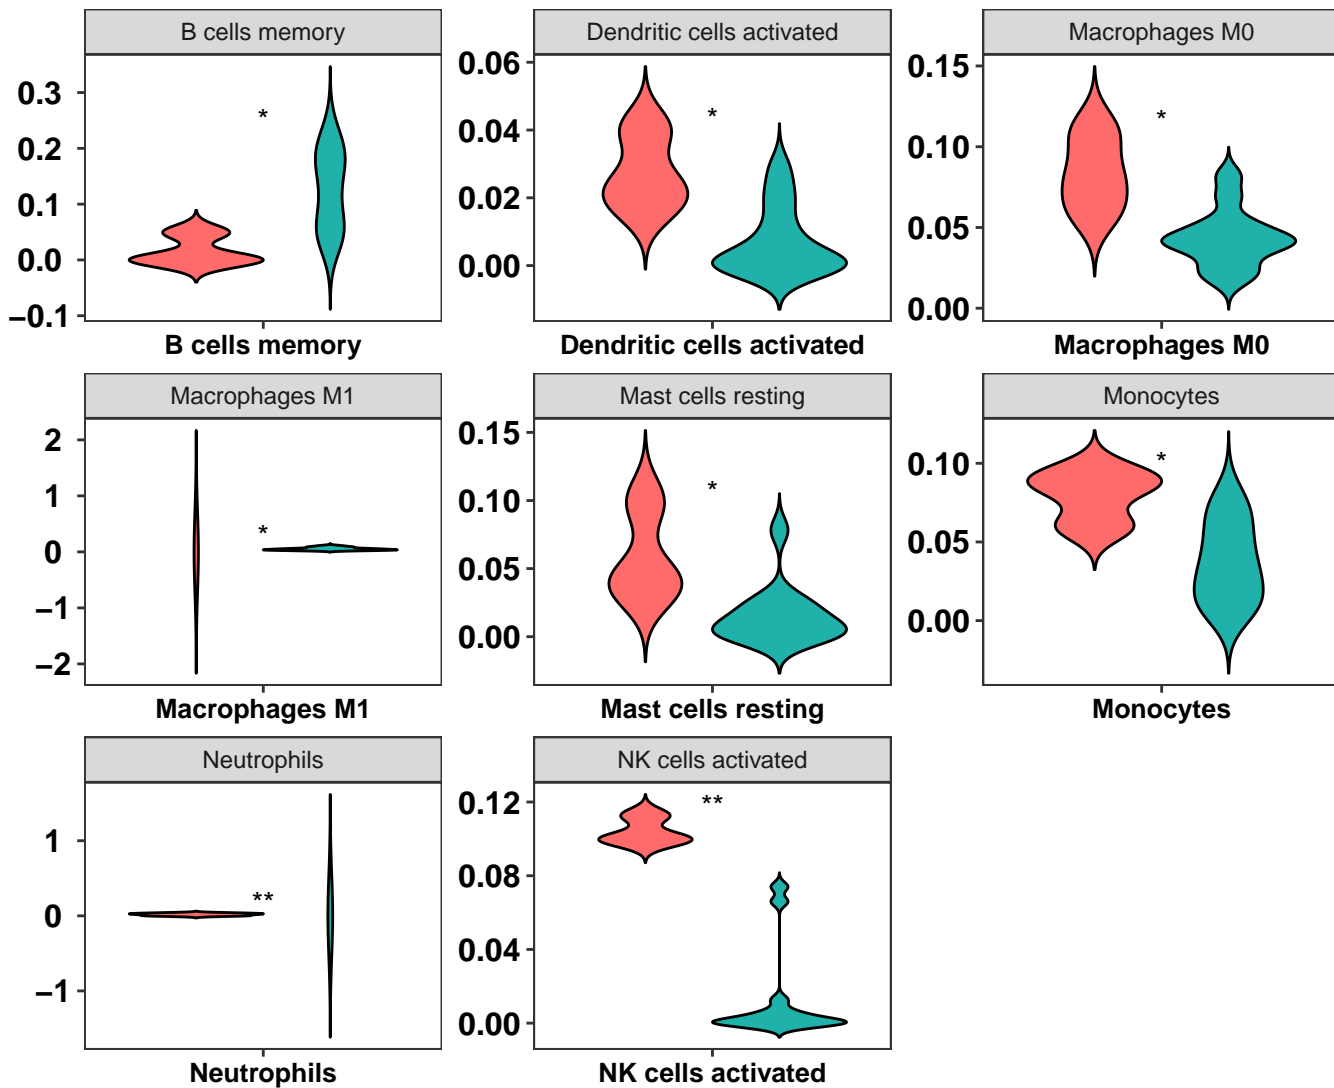 B cells memory
Dendritic cells activated
Macrophages M0
0.3
0.2
0.1
0.0
−0.1
*
0.06
0.04
0.02
0.00
*
0.15
0.10
0.05
0.00
*
B cells memory
Dendritic cells activated
Macrophages M0
Macrophages M1
Mast cells resting
Monocytes
2
1
0
−1
−2
*
0.15
0.10
0.05
0.00
*
0.10
0.05
0.00
*
Macrophages M1
Mast cells resting
Monocytes
Neutrophils
NK cells activated
1
0
−1
**
0.12
0.08
0.04
0.00
**
Neutrophils
NK cells activated